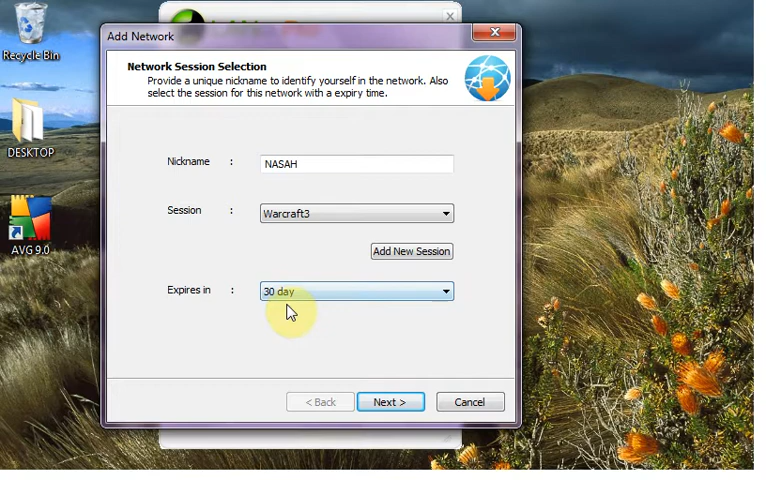 Recycle Bin
DESKTOP
AVG 9.0
Add Network
Network Session Selection
Provide a unique nickname to identify yourself in the network. Also
select the session for this network with a expiry time.
Nickname :
NASAH
Session :
Warcraft3
Add New Session
Expires in :
30 day
< Back
Next >
Cancel